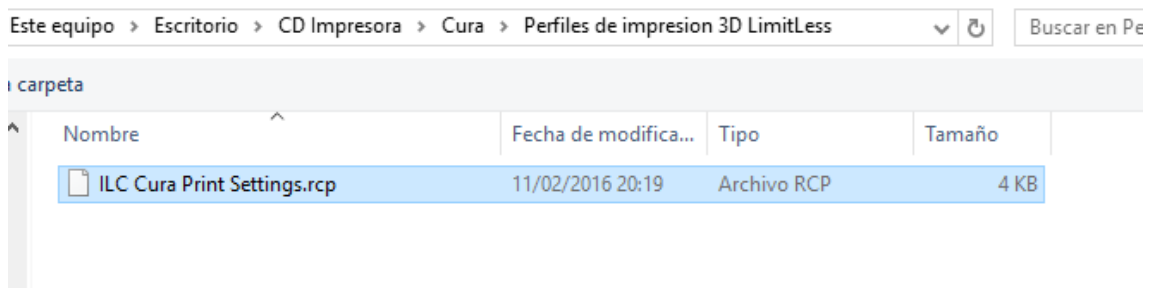 Este equipo > Escritorio > CD Impresora > Cura > Perfiles de impresion 3D LimitLess Buscar en Pe
carpeta
Nombre Fecha de modifica... Tipo Tamaño
ILC Cura Print Settings.rcp 11/02/2016 20:19 Archivo RCP 4 KB